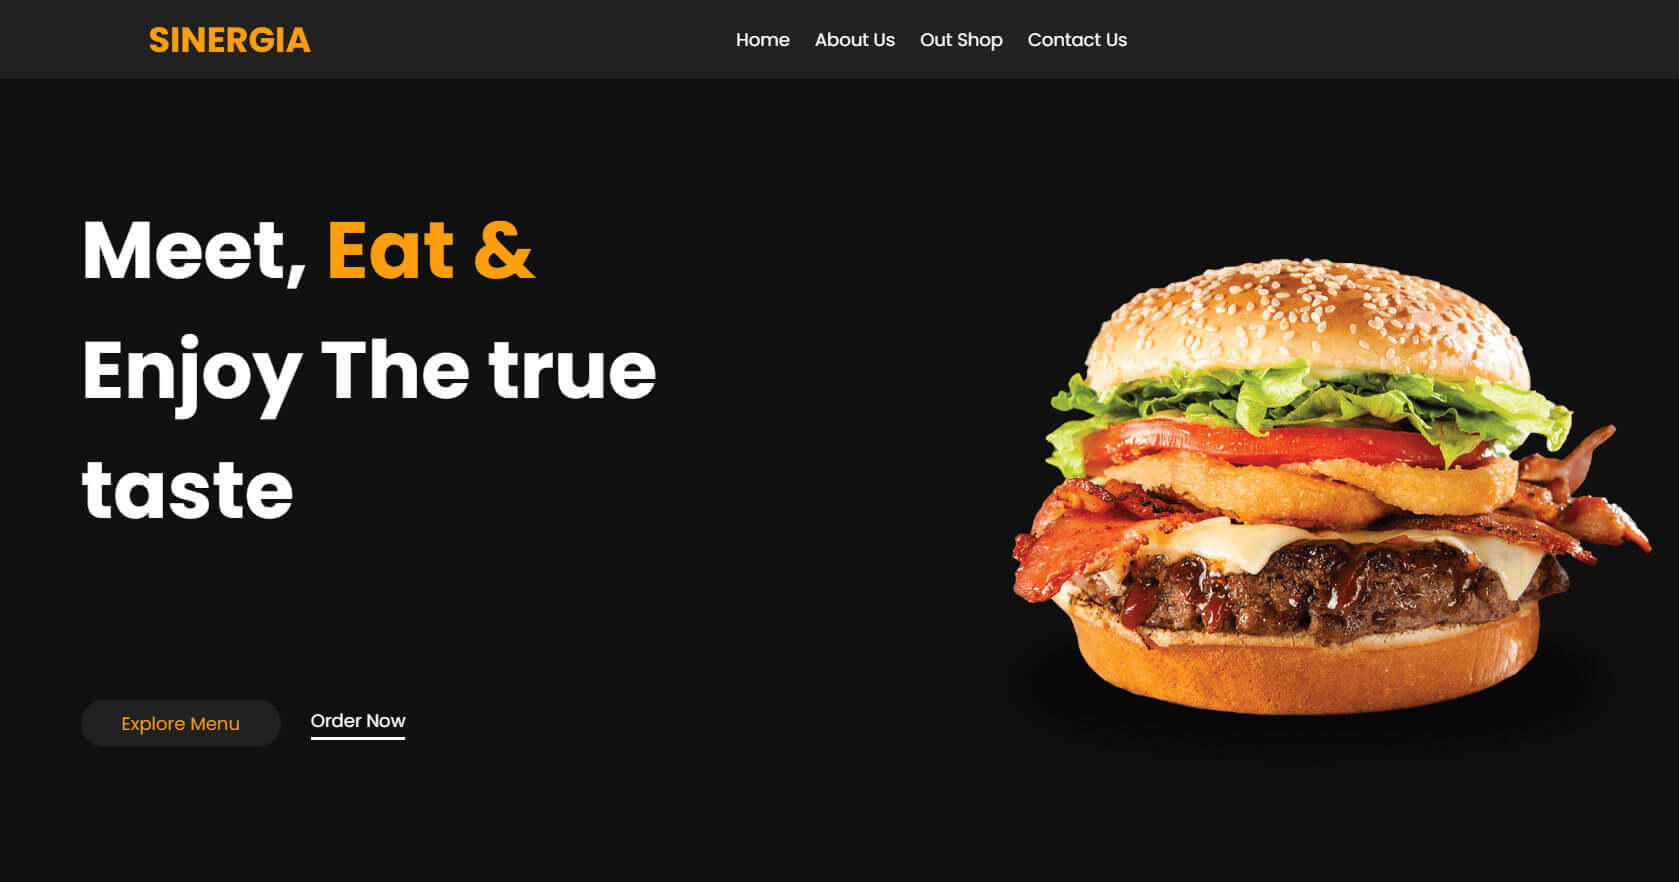 SINERGIA
Home About Us Out Shop Contact Us
Meet, Eat &
Enjoy The true
taste
Explore Menu Order Now